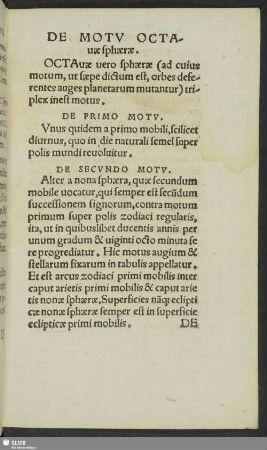 DE MOTV OCTA
uæ sphæræ.
OCTAuæ uero sphæræ (ad cuius
motum, ut sæpe dictum est, orbes defe
rentes auges planetarum mutantur) tri
plex inest motus.
DE PRIMO MOTV.
Vnus quidem a primo mobili, scilicet
diurnus, quo in die naturali semel super
polis mundi reuoluitur.
DE SECVNDO MOTV.
Alter a nona sphæra, quæ secundum
mobile uocatur, qui semper est secūdum
successionem signorum, contra motum
primum super polis zodiaci regularis,
ita, ut in quibuslibet ducentis annis per
unum gradum & uiginti octo minuta fe
re progrediatur. Hic motus augium &
stellarum fixarum in tabulis appellatur.
Et est arcus zodiaci primi mobilis inter
caput arietis primi mobilis & caput arie
tis nonæ sphæræ. Superficies nāq; eclipti
cæ nonæ sphæræ semper est in superficie
eclipticæ primi mobilis. DE
SLUB